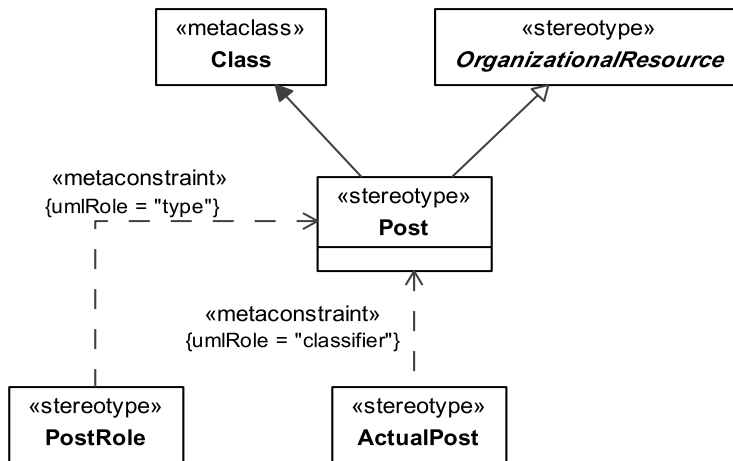 «metaclass»
Class
«stereotype»
OrganizationalResource
«metaconstraint»
{umlRole = "type"}
«stereotype»
Post
«metaconstraint»
{umlRole = "classifier"}
«stereotype»
PostRole
«stereotype»
ActualPost